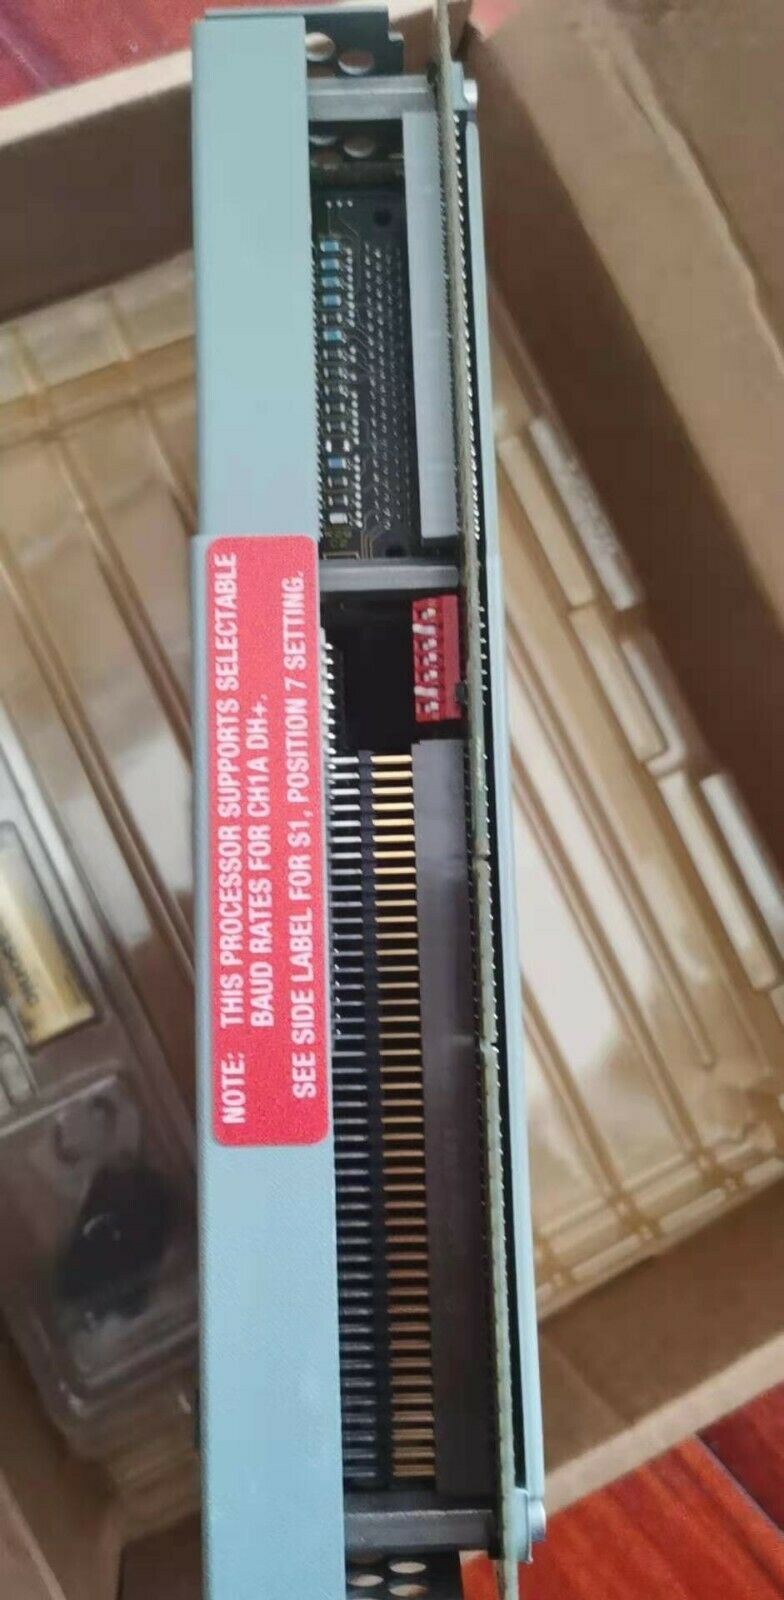 NOTE: THIS PROCESSOR SUPPORTS SELECTABLE
BAUD RATES FOR CH1A DH+.
SEE SIDE LABEL FOR S1, POSITION 7 SETTING.